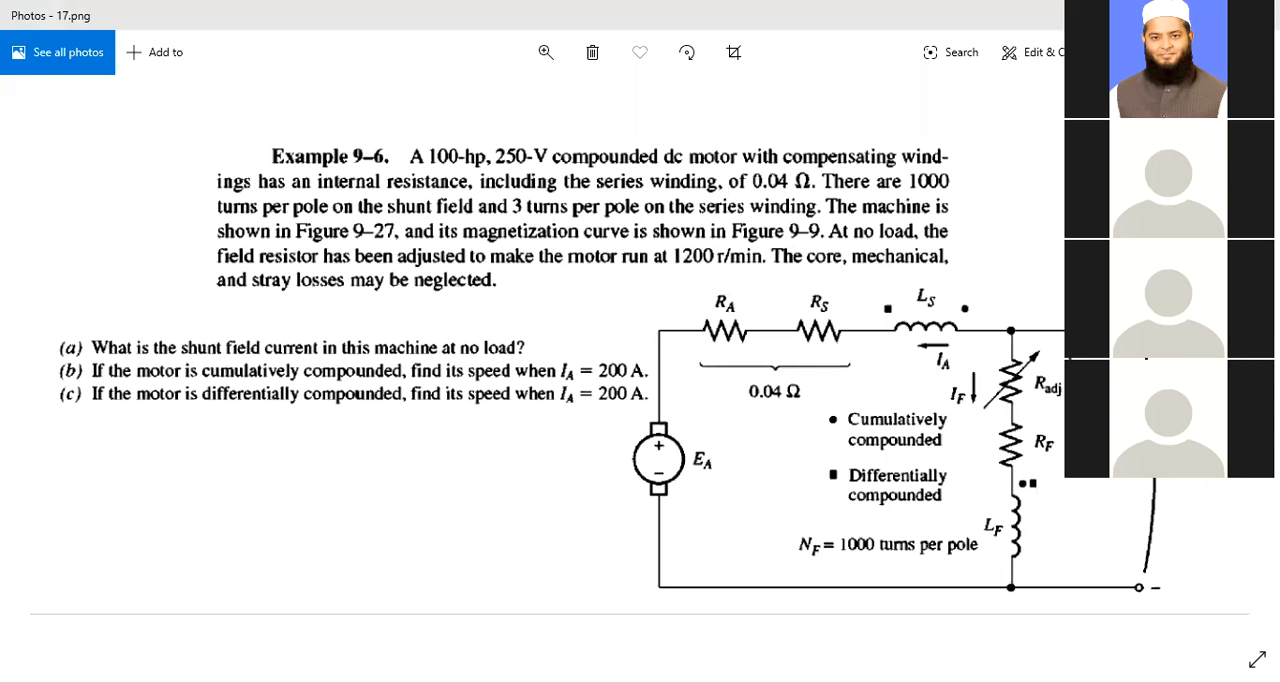 Photos - 17.png
See all photos
Add to
Search
Edit & C
Example 9–6. A 100-hp, 250-V compounded dc motor with compensating wind-
ings has an internal resistance, including the series winding, of 0.04 Ω. There are 1000
turns per pole on the shunt field and 3 turns per pole on the series winding. The machine is
shown in Figure 9–27, and its magnetization curve is shown in Figure 9–9. At no load, the
field resistor has been adjusted to make the motor run at 1200 r/min. The core, mechanical,
and stray losses may be neglected.
(a) What is the shunt field current in this machine at no load?
(b) If the motor is cumulatively compounded, find its speed when I_A = 200 A.
(c) If the motor is differentially compounded, find its speed when I_A = 200 A.
R_A
R_S
L_S
I_A
0.04 Ω
I_F
R_adj
• Cumulatively
compounded
R_F
+
E_A
–
■ Differentially
compounded
L_F
N_F = 1000 turns per pole
–